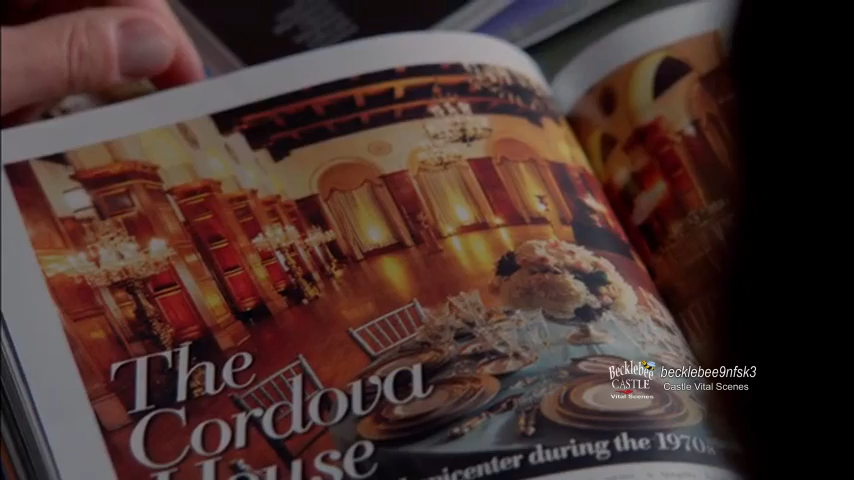 The
Cordova
House
epicenter during the 1970s
Becklebee
CASTLE
Vital Scenes
becklebee9nfsk3
Castle Vital Scenes